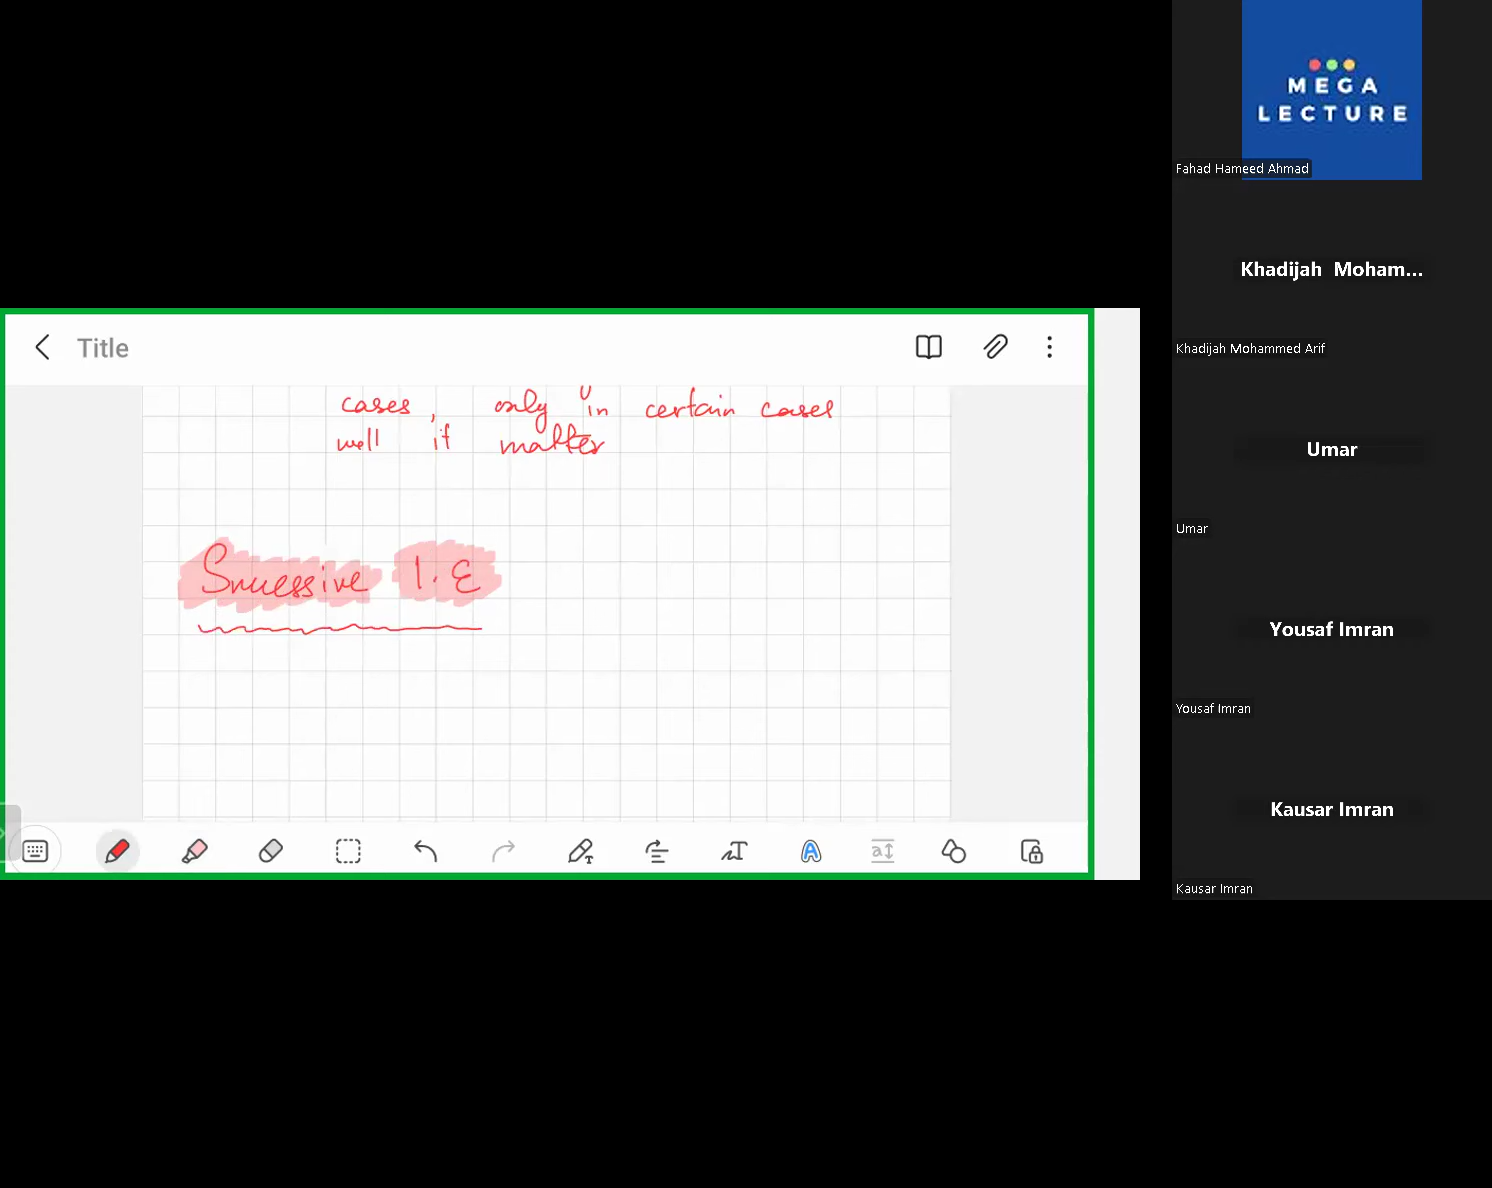 MEGA
LECTURE
Fahad Hameed Ahmad
Khadijah Moham...
Khadijah Mohammed Arif
Umar
Umar
Yousaf Imran
Yousaf Imran
Kausar Imran
Kausar Imran
Title
cases, only in certain cases
well it matter
Successive I.E